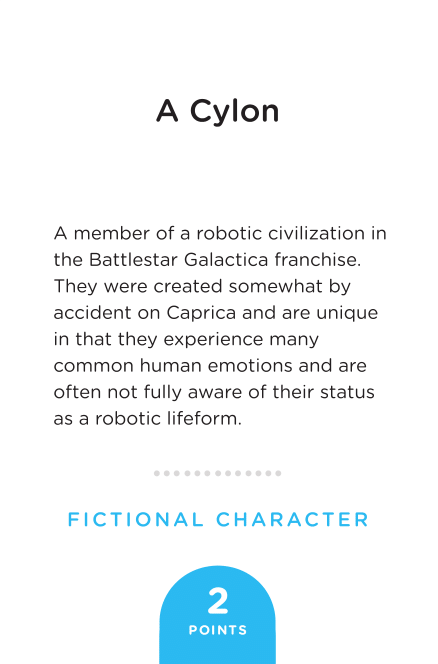 A Cylon
A member of a robotic civilization in
the Battlestar Galactica franchise.
They were created somewhat by
accident on Caprica and are unique
in that they experience many
common human emotions and are
often not fully aware of their status
as a robotic lifeform.
FICTIONAL CHARACTER
2
POINTS